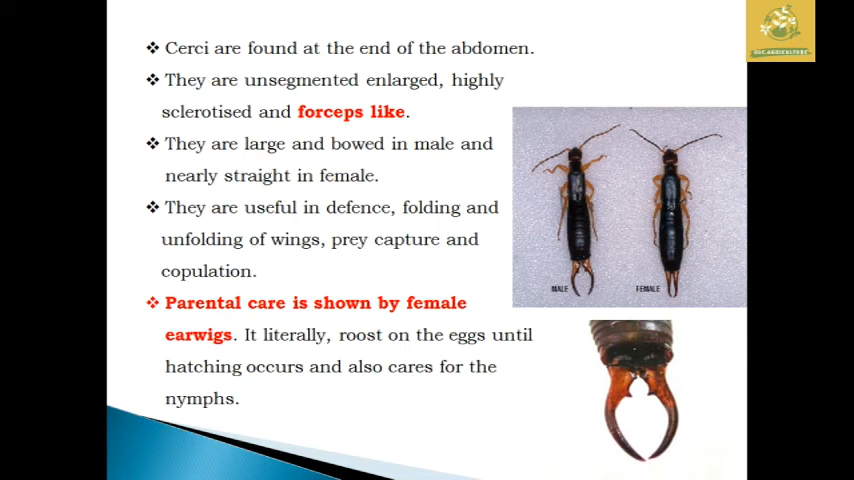 ❖ Cerci are found at the end of the abdomen.
❖ They are unsegmented enlarged, highly
sclerotised and forceps like.
❖ They are large and bowed in male and
nearly straight in female.
❖ They are useful in defence, folding and
unfolding of wings, prey capture and
copulation.
❖ Parental care is shown by female
earwigs. It literally, roost on the eggs until
hatching occurs and also cares for the
nymphs.
MALE
FEMALE